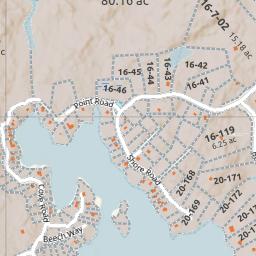 80.16 ac
16-7-02
15.18 ac
16-45
16-44
16-43
16-42
16-41
16-46
Point Road
16-119
6.25 ac
Shore Road
20-168
20-171
20-170
20-169
Cove Road
Beech Way